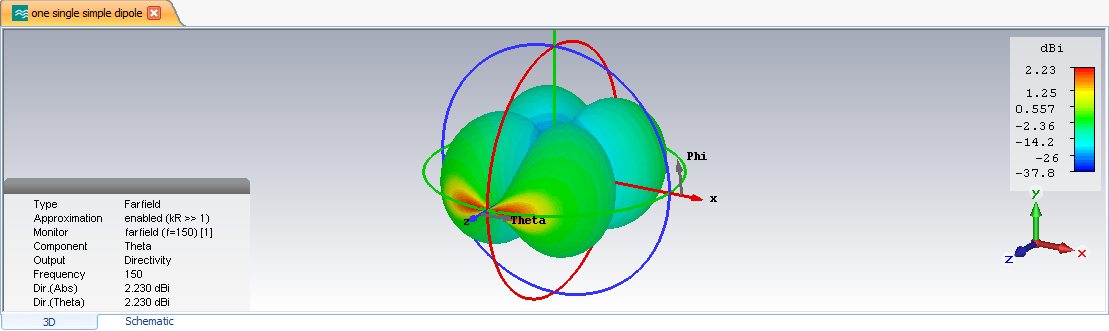 one single simple dipole
dBi
2.23
1.25
0.557
-2.36
-14.2
-26
-37.8
Phi
x
z
Theta
y
x
z
Type Farfield
Approximation enabled (kR >> 1)
Monitor farfield (f=150) [1]
Component Theta
Output Directivity
Frequency 150
Dir.(Abs) 2.230 dBi
Dir.(Theta) 2.230 dBi
3D Schematic